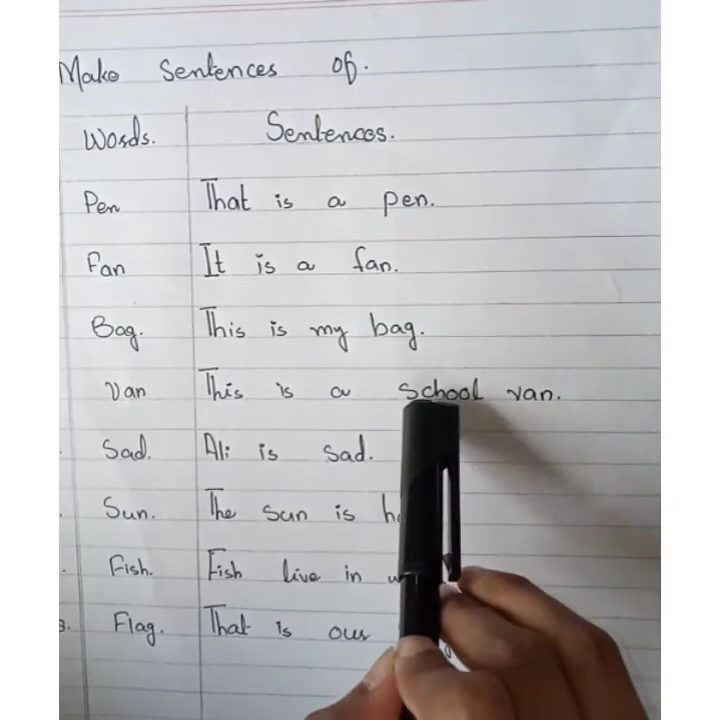 Make Sentences of.
Words. Sentences.
Pen That is a pen.
Fan It is a fan.
Bag. This is my bag.
Van This is a school van.
Sad. Ali is sad.
Sun. The sun is
Fish. Fish live in
8. Flag. That is our